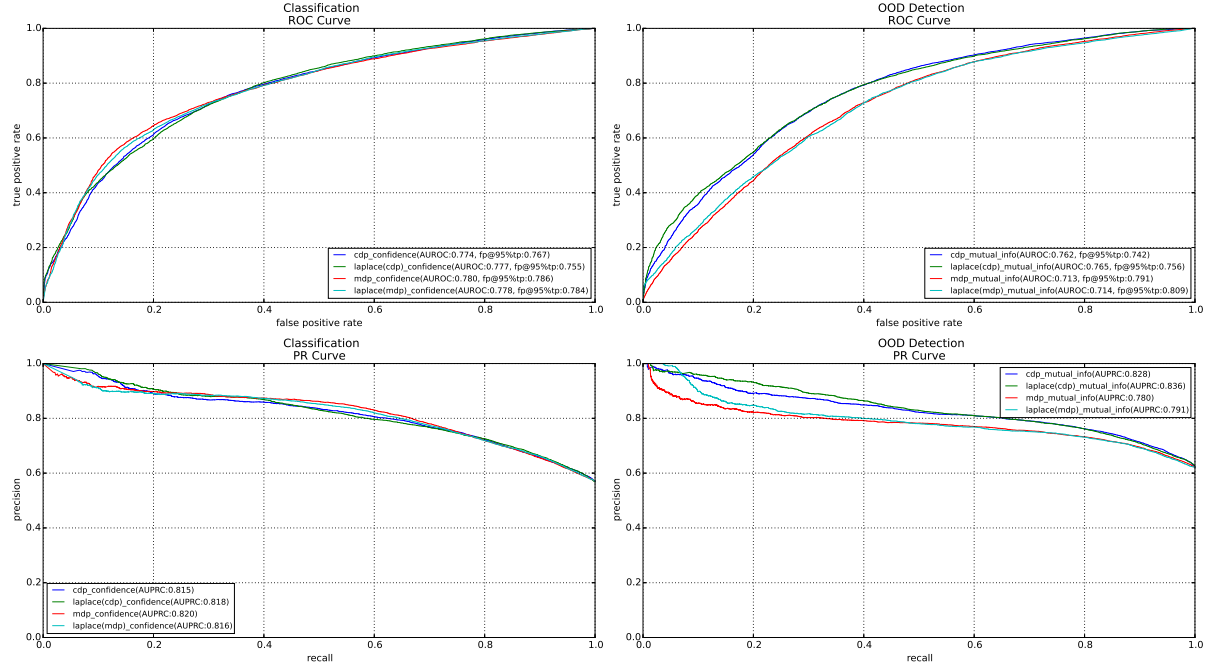 Classification
ROC Curve
1.0
0.8
0.6
0.4
0.2
0.0
true positive rate
cdp_confidence(AUROC:0.774, fp@95%tp:0.767)
laplace(cdp)_confidence(AUROC:0.777, fp@95%tp:0.755)
mdp_confidence(AUROC:0.780, fp@95%tp:0.786)
laplace(mdp)_confidence(AUROC:0.778, fp@95%tp:0.784)
0.0 0.2 0.4 0.6 0.8 1.0
false positive rate
OOD Detection
ROC Curve
1.0
0.8
0.6
0.4
0.2
0.0
true positive rate
cdp_mutual_info(AUROC:0.762, fp@95%tp:0.742)
laplace(cdp)_mutual_info(AUROC:0.765, fp@95%tp:0.756)
mdp_mutual_info(AUROC:0.713, fp@95%tp:0.791)
laplace(mdp)_mutual_info(AUROC:0.714, fp@95%tp:0.809)
0.0 0.2 0.4 0.6 0.8 1.0
false positive rate
Classification
PR Curve
1.0
0.8
0.6
0.4
0.2
0.0
precision
cdp_confidence(AUPRC:0.815)
laplace(cdp)_confidence(AUPRC:0.818)
mdp_confidence(AUPRC:0.820)
laplace(mdp)_confidence(AUPRC:0.816)
0.0 0.2 0.4 0.6 0.8 1.0
recall
OOD Detection
PR Curve
1.0
0.8
0.6
0.4
0.2
0.0
precision
cdp_mutual_info(AUPRC:0.828)
laplace(cdp)_mutual_info(AUPRC:0.836)
mdp_mutual_info(AUPRC:0.780)
laplace(mdp)_mutual_info(AUPRC:0.791)
0.0 0.2 0.4 0.6 0.8 1.0
recall